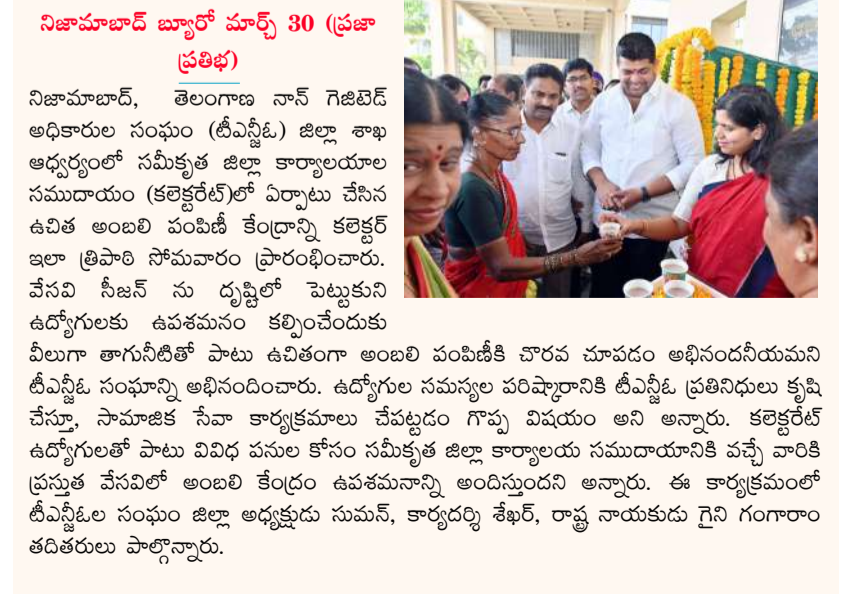 నిజామాబాద్ బ్యూరో మార్చ్ 30 (ప్రజా
ప్రతిభ)
నిజామాబాద్, తెలంగాణ నాన్ గెజిటెడ్
అధికారుల సంఘం (టీఎన్జీఓ) జిల్లా శాఖ
ఆధ్వర్యంలో సమీకృత జిల్లా కార్యాలయాల
సముదాయం (కలెక్టరేట్)లో ఏర్పాటు చేసిన
ఉచిత అంబలి పంపిణీ కేంద్రాన్ని కలెక్టర్
ఇలా త్రిపాఠి సోమవారం ప్రారంభించారు.
వేసవి సీజన్ ను దృష్టిలో పెట్టుకుని
ఉద్యోగులకు ఉపశమనం కల్పించేందుకు
వీలుగా తాగునీటితో పాటు ఉచితంగా అంబలి పంపిణీకి చొరవ చూపడం అభినందనీయమని
టీఎన్జీఓ సంఘాన్ని అభినందించారు. ఉద్యోగుల సమస్యల పరిష్కారానికి టీఎన్జీఓ ప్రతినిధులు కృషి
చేస్తూ, సామాజిక సేవా కార్యక్రమాలు చేపట్టడం గొప్ప విషయం అని అన్నారు. కలెక్టరేట్
ఉద్యోగులతో పాటు వివిధ పనుల కోసం సమీకృత జిల్లా కార్యాలయ సముదాయానికి వచ్చే వారికి
ప్రస్తుత వేసవిలో అంబలి కేంద్రం ఉపశమనాన్ని అందిస్తుందని అన్నారు. ఈ కార్యక్రమంలో
టీఎన్జీఓల సంఘం జిల్లా అధ్యక్షుడు సుమన్, కార్యదర్శి శేఖర్, రాష్ట్ర నాయకుడు గైని గంగారాం
తదితరులు పాల్గొన్నారు.